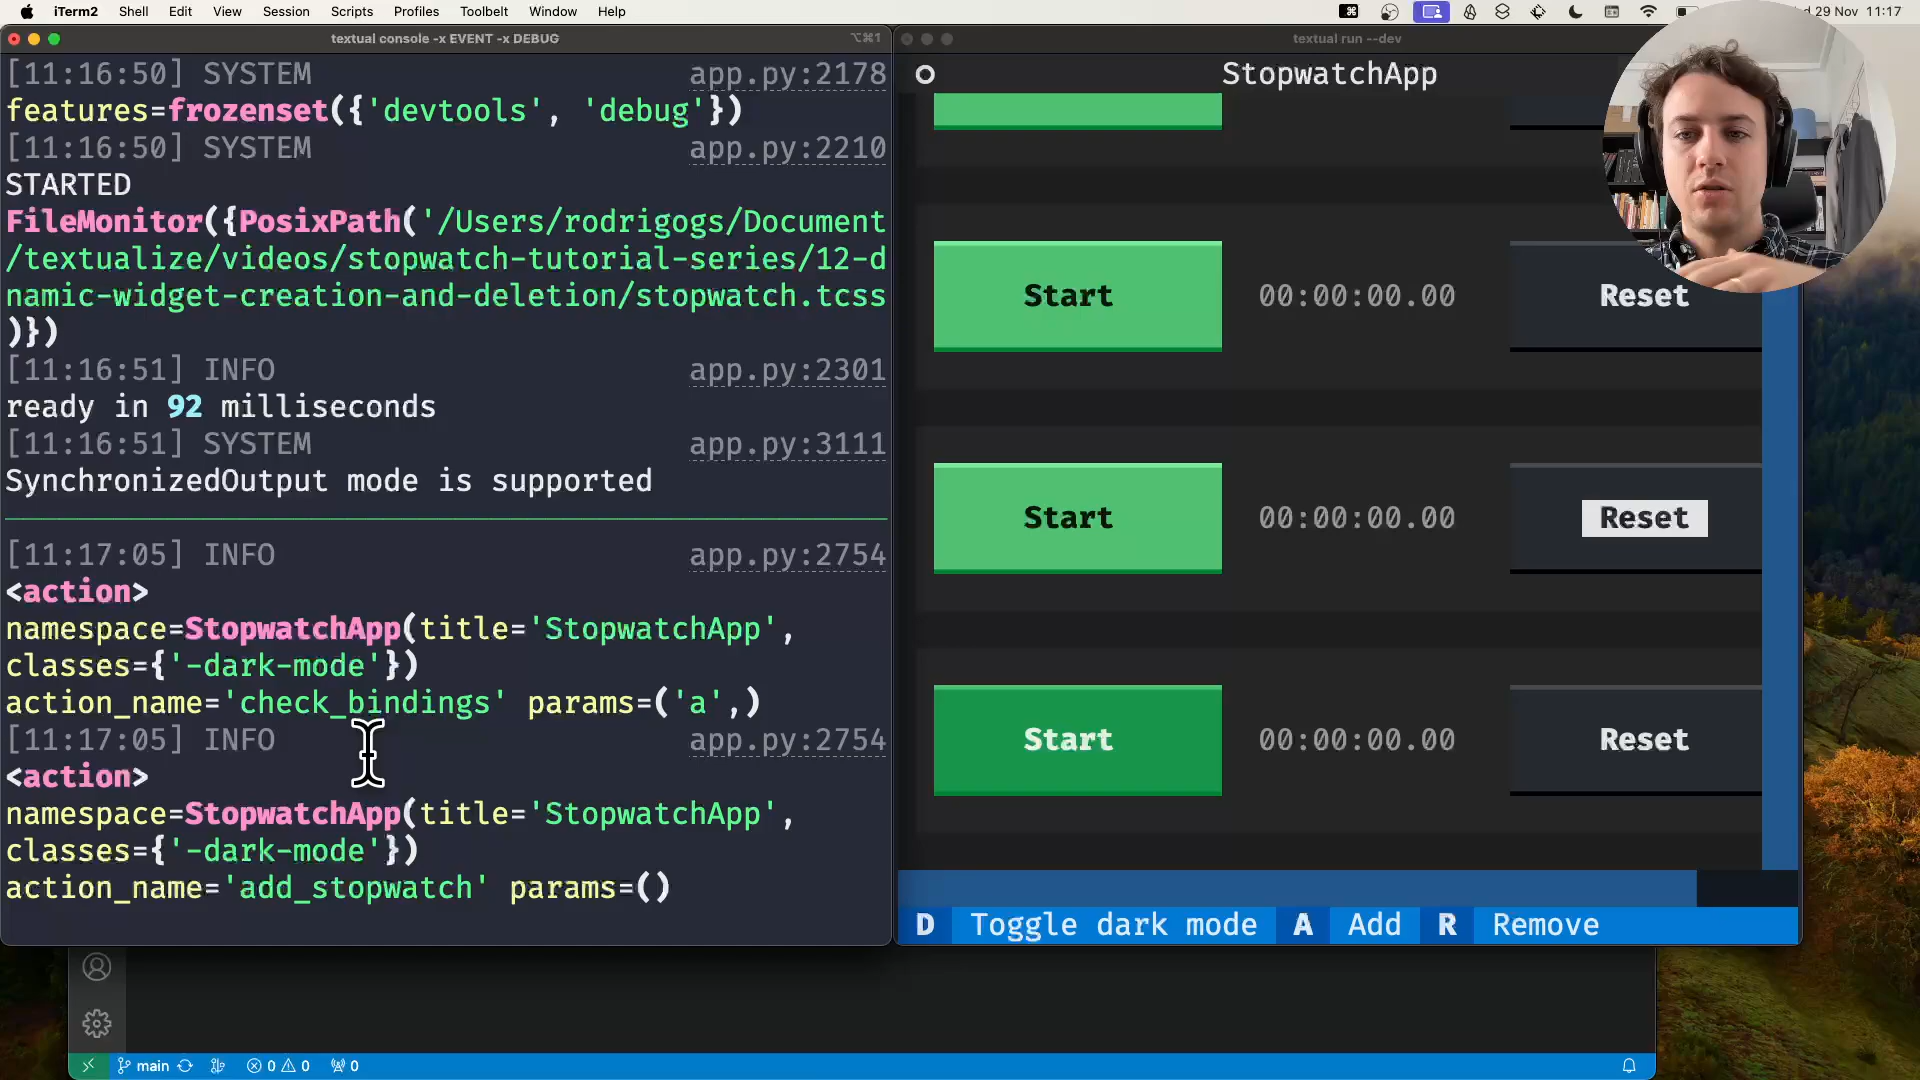 iTerm2 Shell Edit View Session Scripts Profiles Toolbelt Window Help
29 Nov 11:17
textual console -x EVENT -x DEBUG ⌥⌘1
[11:16:50] SYSTEM app.py:2178
features=frozenset({'devtools', 'debug'})
[11:16:50] SYSTEM app.py:2210
STARTED
FileMonitor({PosixPath('/Users/rodrigogs/Document
/textualize/videos/stopwatch-tutorial-series/12-d
namic-widget-creation-and-deletion/stopwatch.tcss
)})
[11:16:51] INFO app.py:2301
ready in 92 milliseconds
[11:16:51] SYSTEM app.py:3111
SynchronizedOutput mode is supported
[11:17:05] INFO app.py:2754
<action>
namespace=StopwatchApp(title='StopwatchApp',
classes={'-dark-mode'})
action_name='check_bindings' params=('a',)
[11:17:05] INFO app.py:2754
<action>
namespace=StopwatchApp(title='StopwatchApp',
classes={'-dark-mode'})
action_name='add_stopwatch' params=()
textual run --dev
StopwatchApp
Start 00:00:00.00 Reset
Start 00:00:00.00 Reset
Start 00:00:00.00 Reset
D Toggle dark mode A Add R Remove
main 0 0 0